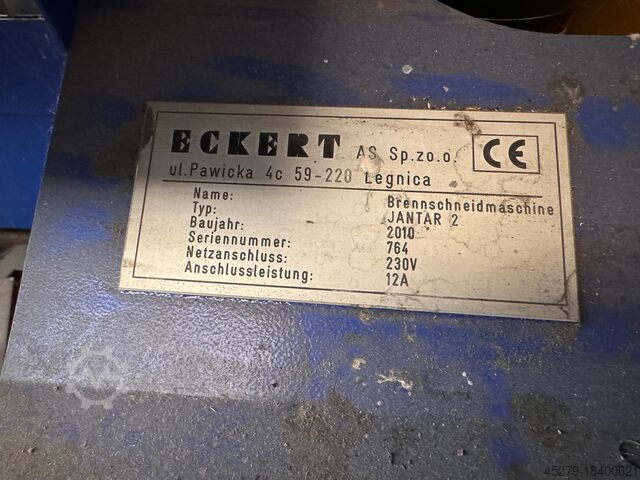 ECKERT AS Sp.zo.o. CE
ul.Pawicka 4c 59-220 Legnica
Name: Brennschneidmaschine
Typ: JANTAR 2
Baujahr: 2010
Seriennummer: 764
Netzanschluss: 230V
Anschlussleistung: 12A
45279-18400621